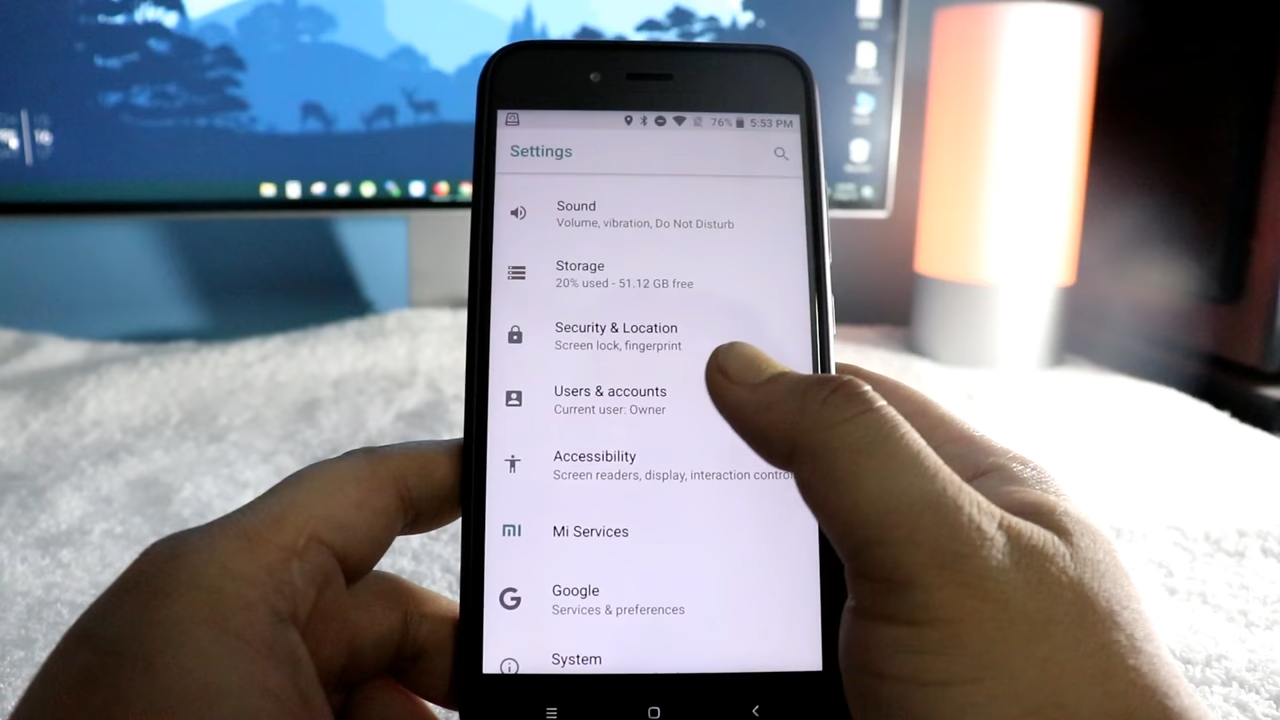 76% 5:53 PM
Settings
Sound
Volume, vibration, Do Not Disturb
Storage
20% used - 51.12 GB free
Security & Location
Screen lock, fingerprint
Users & accounts
Current user: Owner
Accessibility
Screen readers, display, interaction
MI Mi Services
G Google
Services & preferences
System